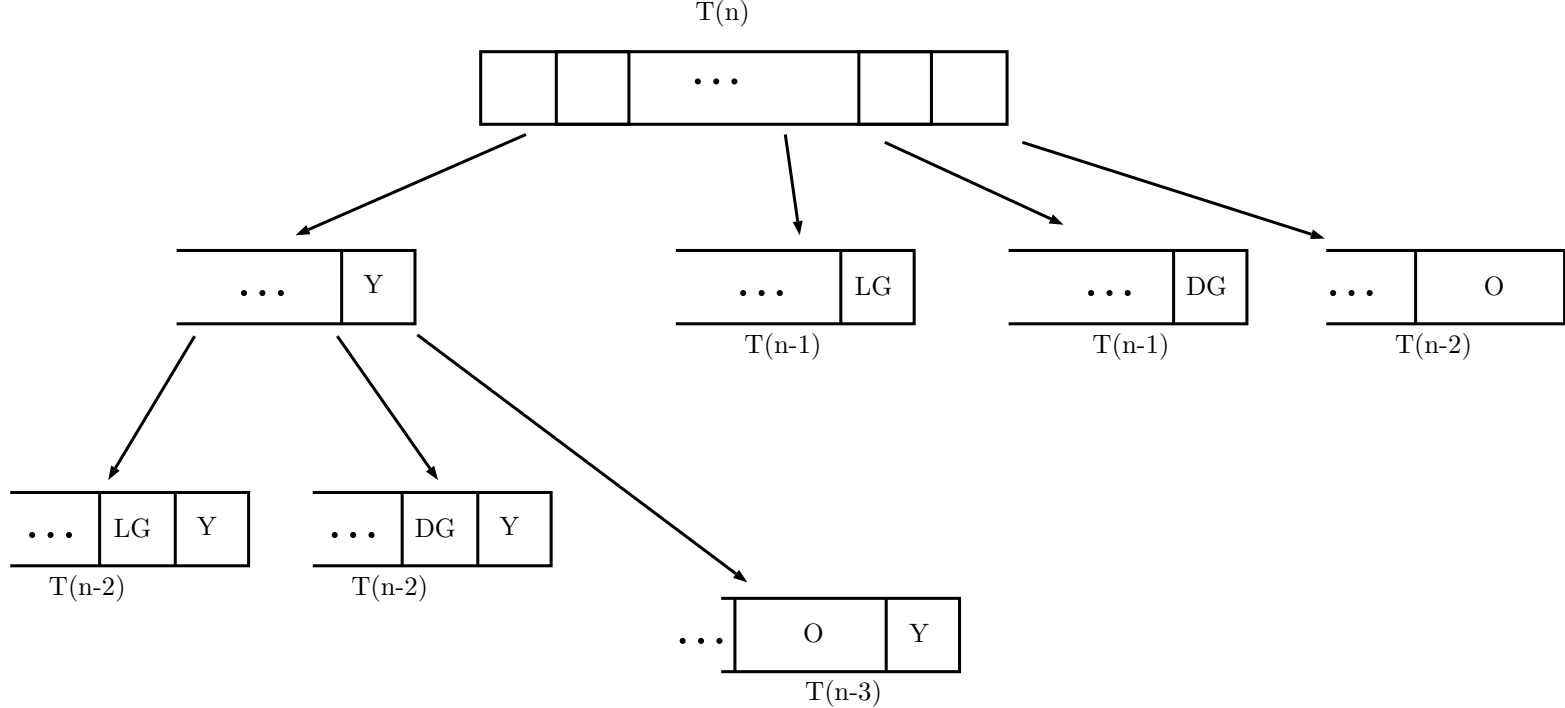 T(n)
...
... Y
... LG
... DG
... O
T(n-1)
T(n-1)
T(n-2)
... LG Y
... DG Y
T(n-2)
T(n-2)
... O Y
T(n-3)